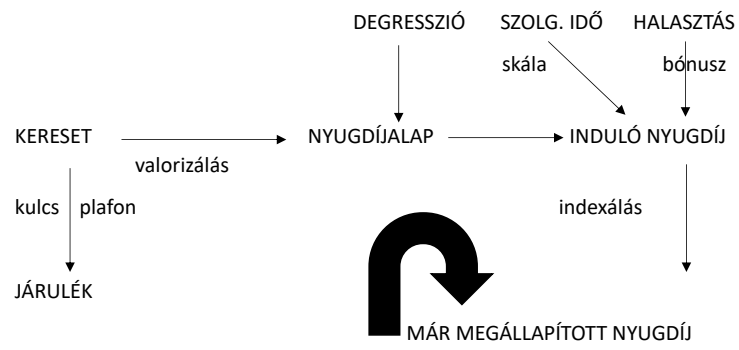 DEGRESSZIÓ SZOLG. IDŐ HALASZTÁS
skála bónusz
KERESET NYUGDÍJALAP INDULÓ NYUGDÍJ
valorizálás
kulcs plafon indexálás
JÁRULÉK
MÁR MEGÁLLAPÍTOTT NYUGDÍJ